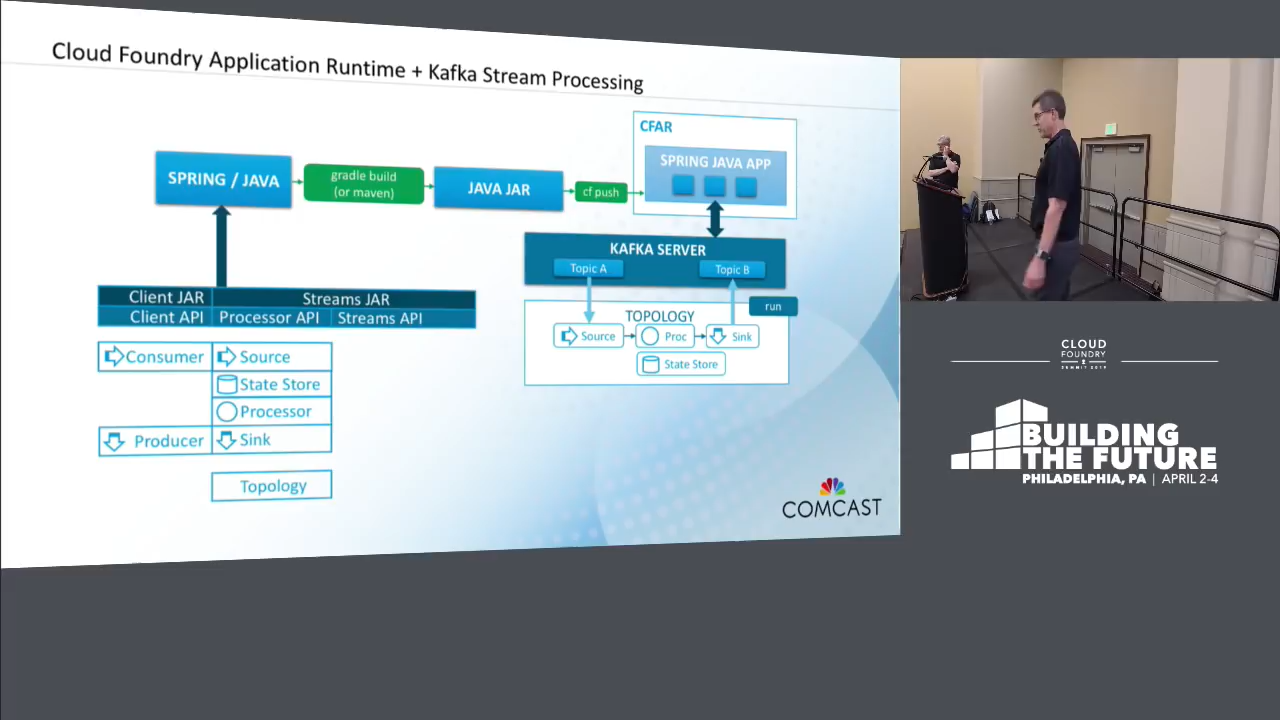 Cloud Foundry Application Runtime + Kafka Stream Processing
CFAR
SPRING JAVA APP
SPRING / JAVA
gradle build
(or maven)
JAVA JAR
cf push
KAFKA SERVER
Topic A
Topic B
run
TOPOLOGY
Source
Proc
Sink
State Store
Client JAR
Streams JAR
Client API
Processor API
Streams API
Consumer
Source
State Store
Processor
Producer
Sink
Topology
COMCAST
CLOUD
FOUNDRY
SUMMIT 2019
BUILDING
THE FUTURE
PHILADELPHIA, PA | APRIL 2-4